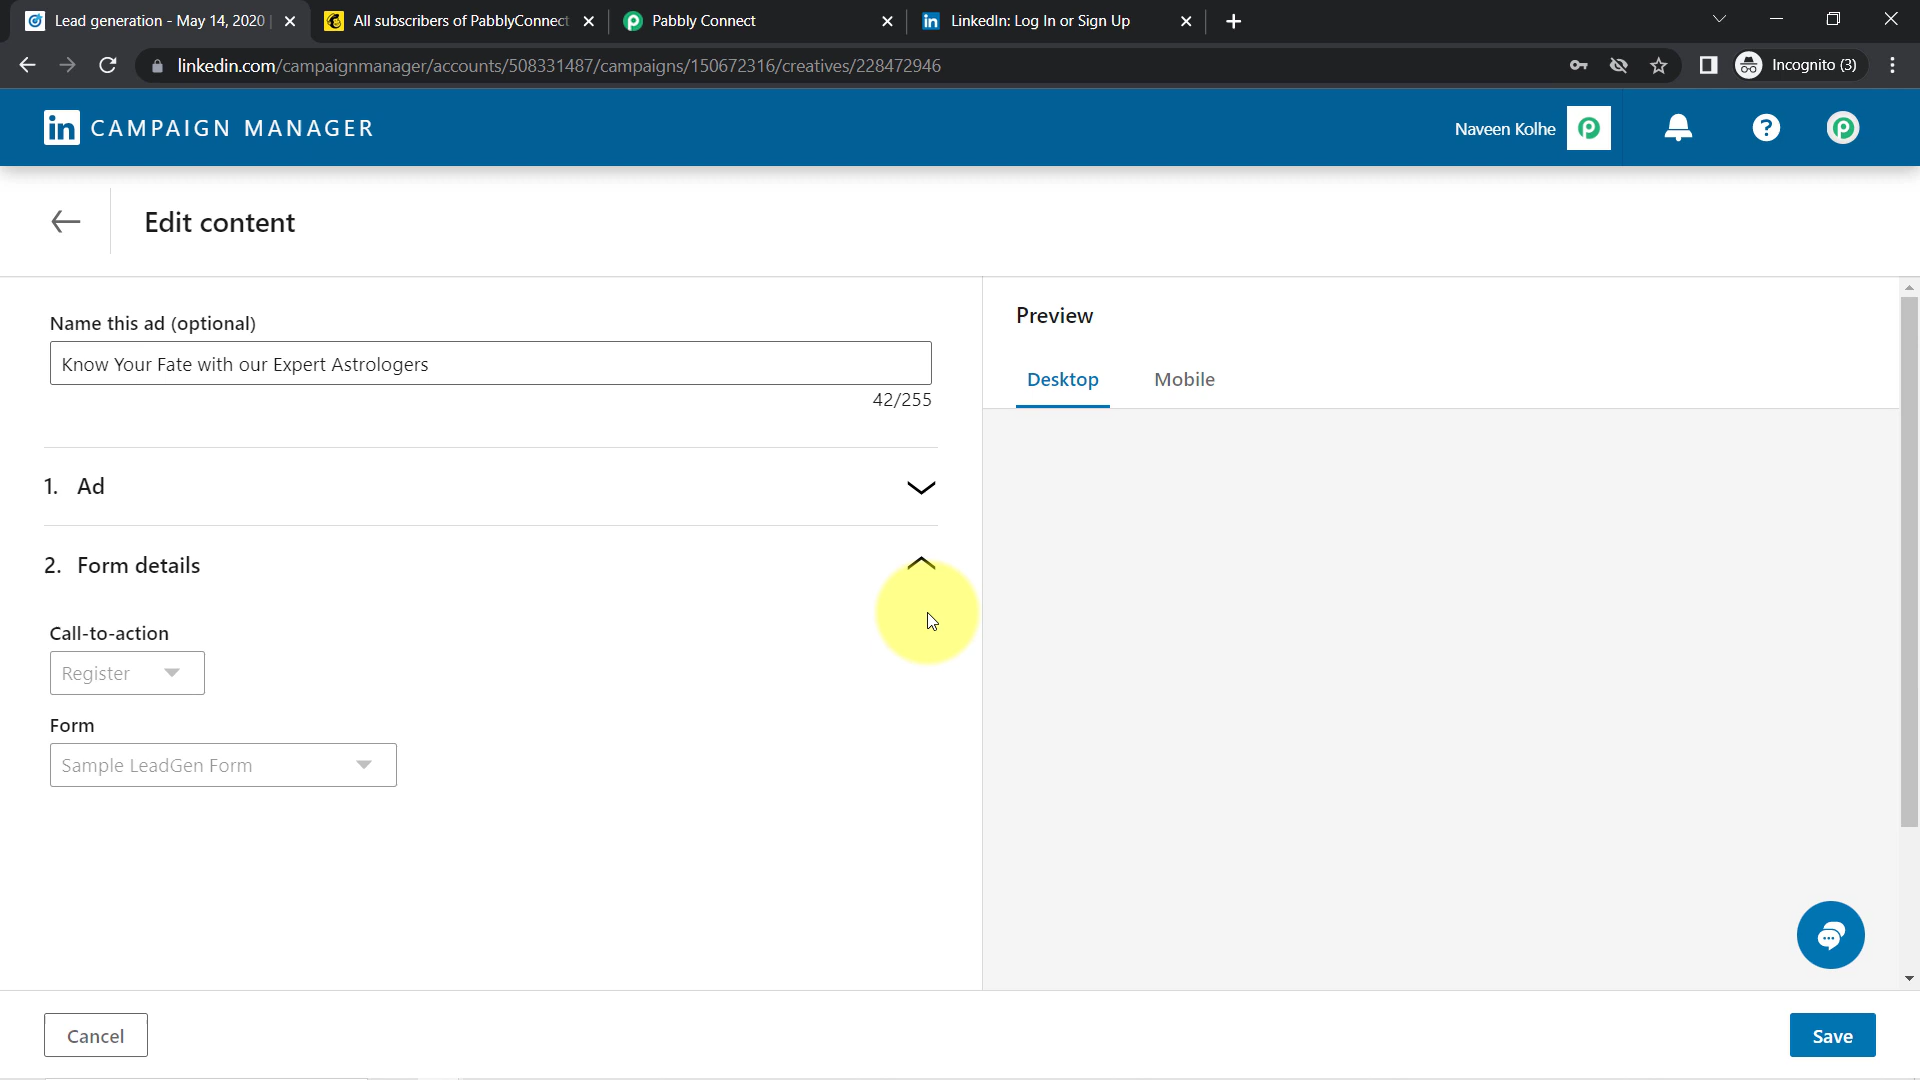 Lead generation - May 14, 2020
All subscribers of PabblyConnect
Pabbly Connect
LinkedIn: Log In or Sign Up
linkedin.com/campaignmanager/accounts/508331487/campaigns/150672316/creatives/228472946
Incognito (3)
in CAMPAIGN MANAGER
Naveen Kolhe
Edit content
Name this ad (optional)
Know Your Fate with our Expert Astrologers
42/255
1. Ad
2. Form details
Call-to-action
Register
Form
Sample LeadGen Form
Preview
Desktop
Mobile
Cancel
Save